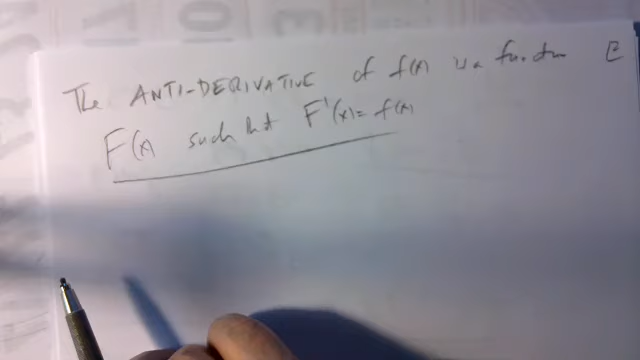 The ANTI-DERIVATIVE of f(x) is a function
F(x) such that F'(x) = f(x)